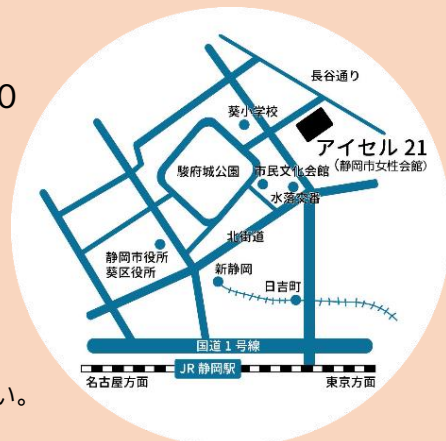 0
長谷通り
葵小学校
アイセル 21
（静岡市女性会館）
駿府城公園
市民文化会館
水落交番
北街道
静岡市役所
葵区役所
新静岡
日吉町
国道1号線
JR 静岡駅
名古屋方面
東京方面
い。